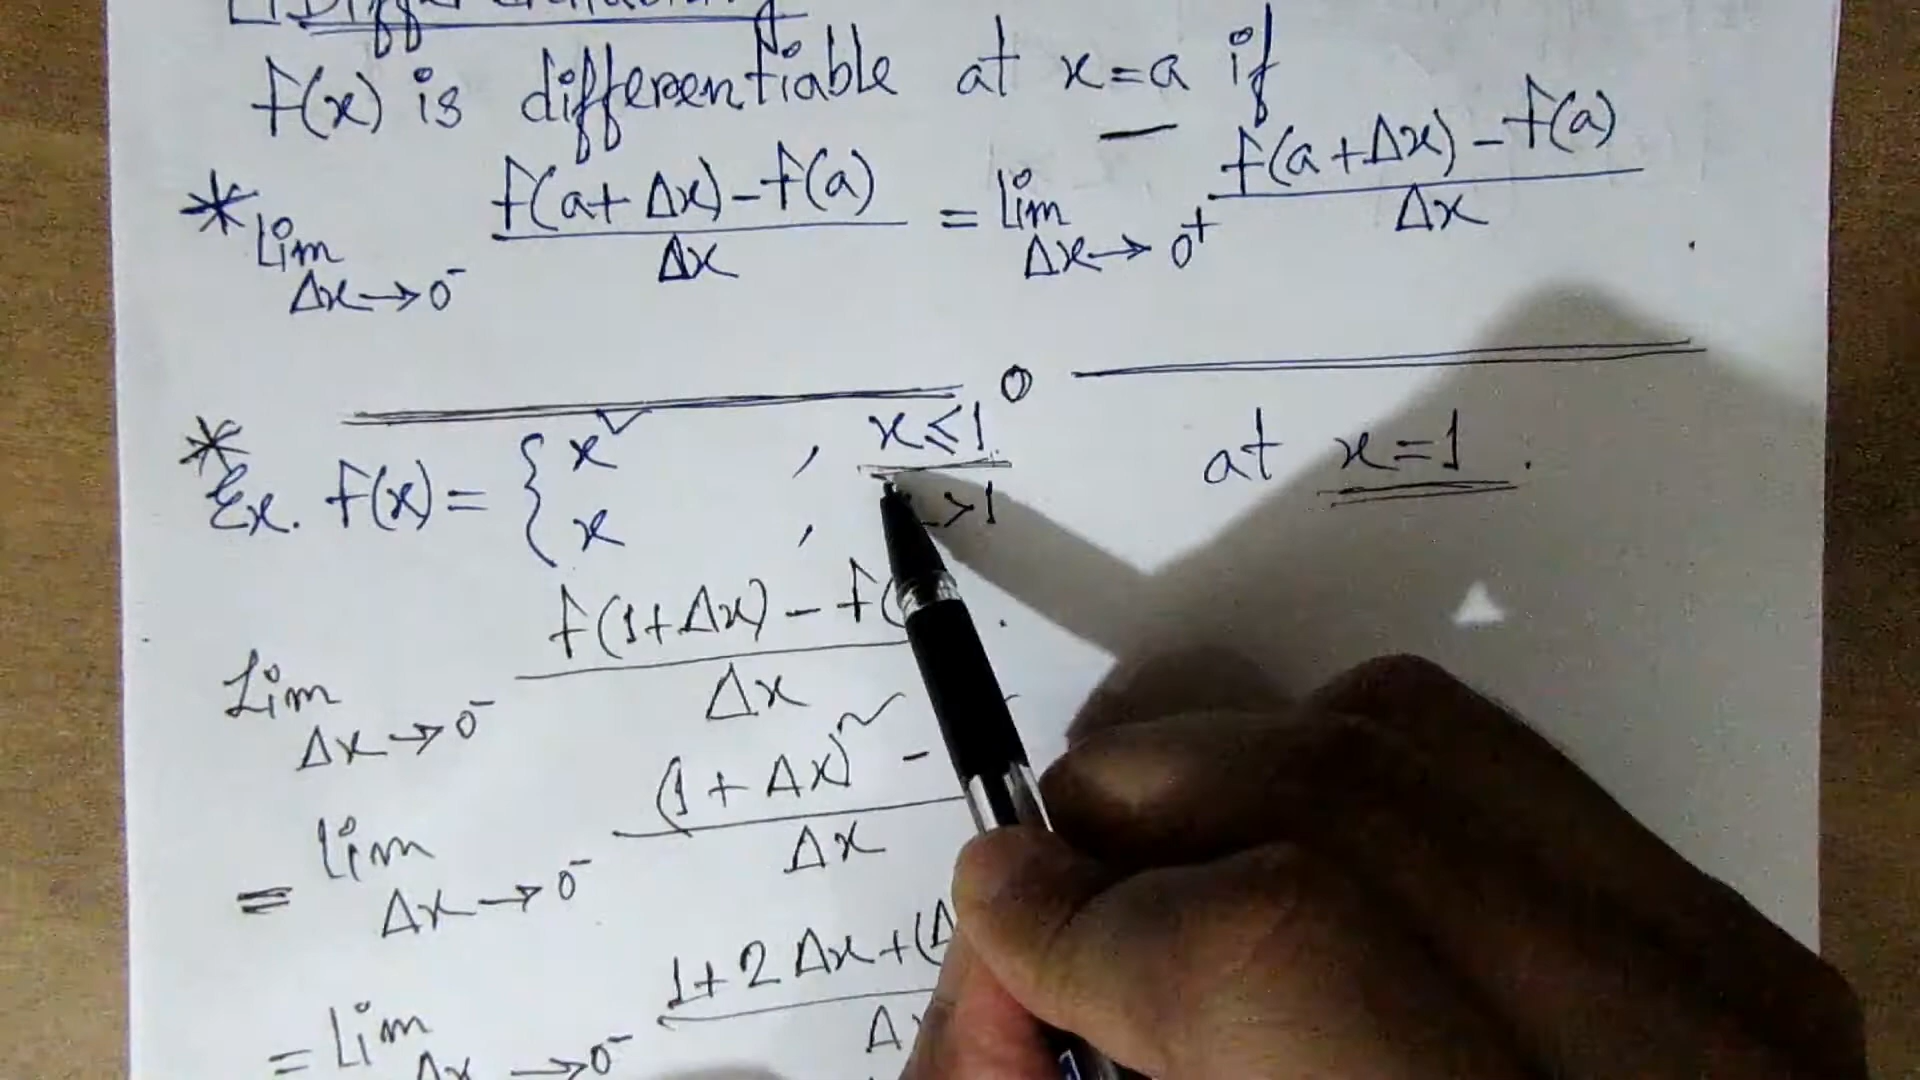 Differentiability
f(x) is differentiable at x=a if
* Lim Δx→0⁻ f(a+Δx)-f(a) / Δx = Lim Δx→0⁺ f(a+Δx)-f(a) / Δx
* Ex. f(x) = { x² , x≤1 at x=1.
x , >1
Lim Δx→0⁻ f(1+Δx) - f( / Δx
= Lim Δx→0⁻ (1+Δx)² - / Δx
= Lim Δx→0⁻ 1+2Δx+(Δ / Δx